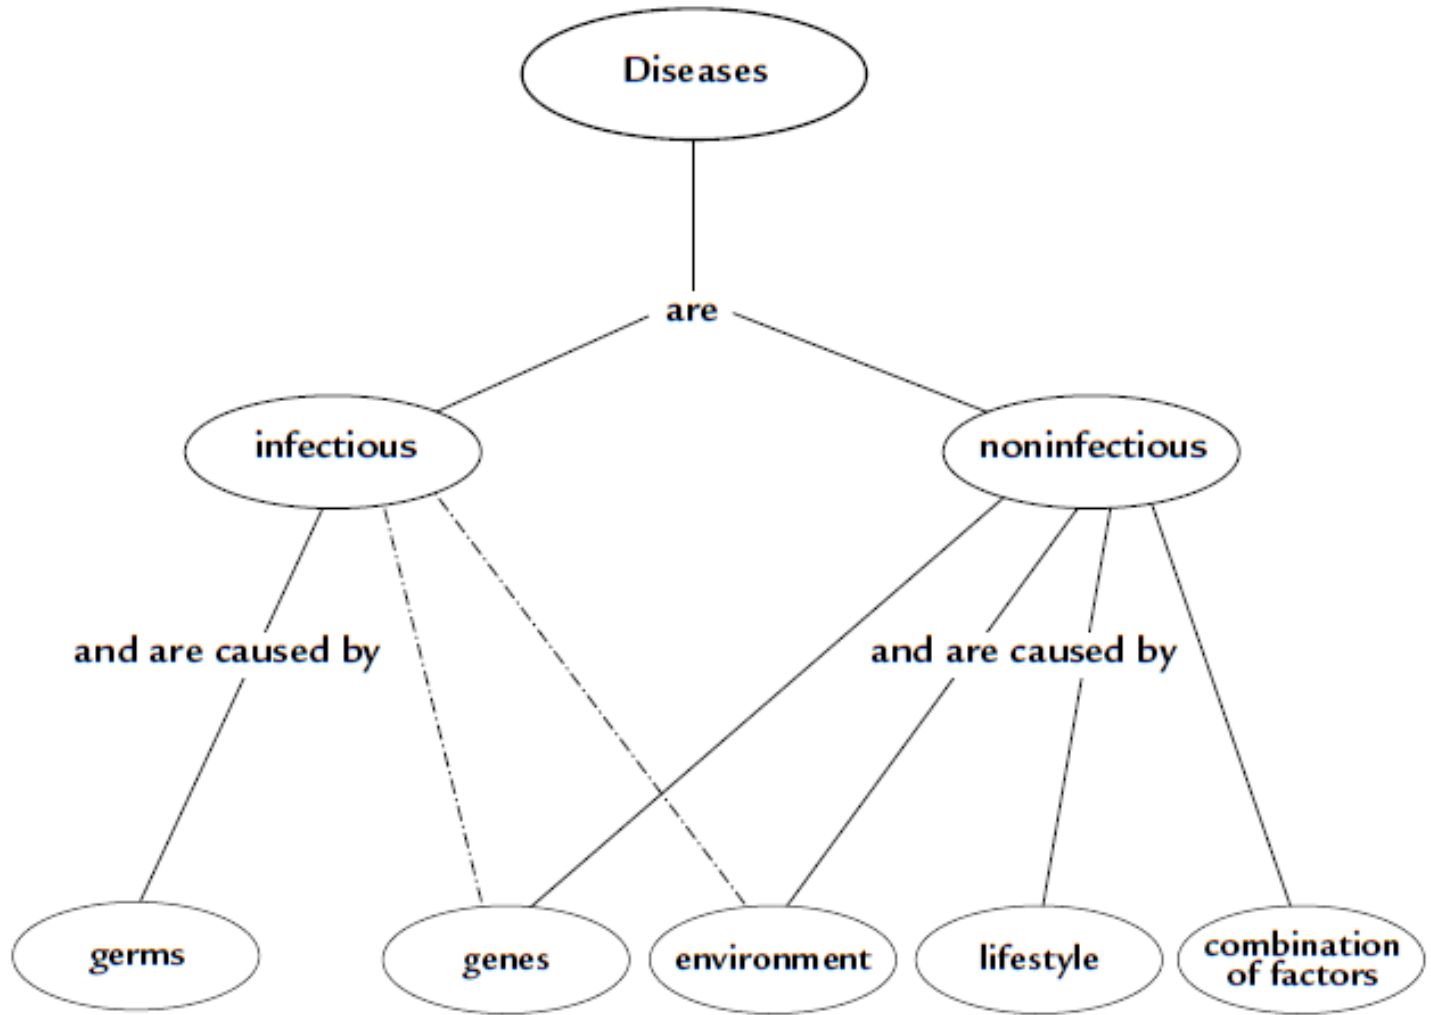 Diseases
are
infectious
noninfectious
and are caused by
and are caused by
germs
genes
environment
lifestyle
combination
of factors